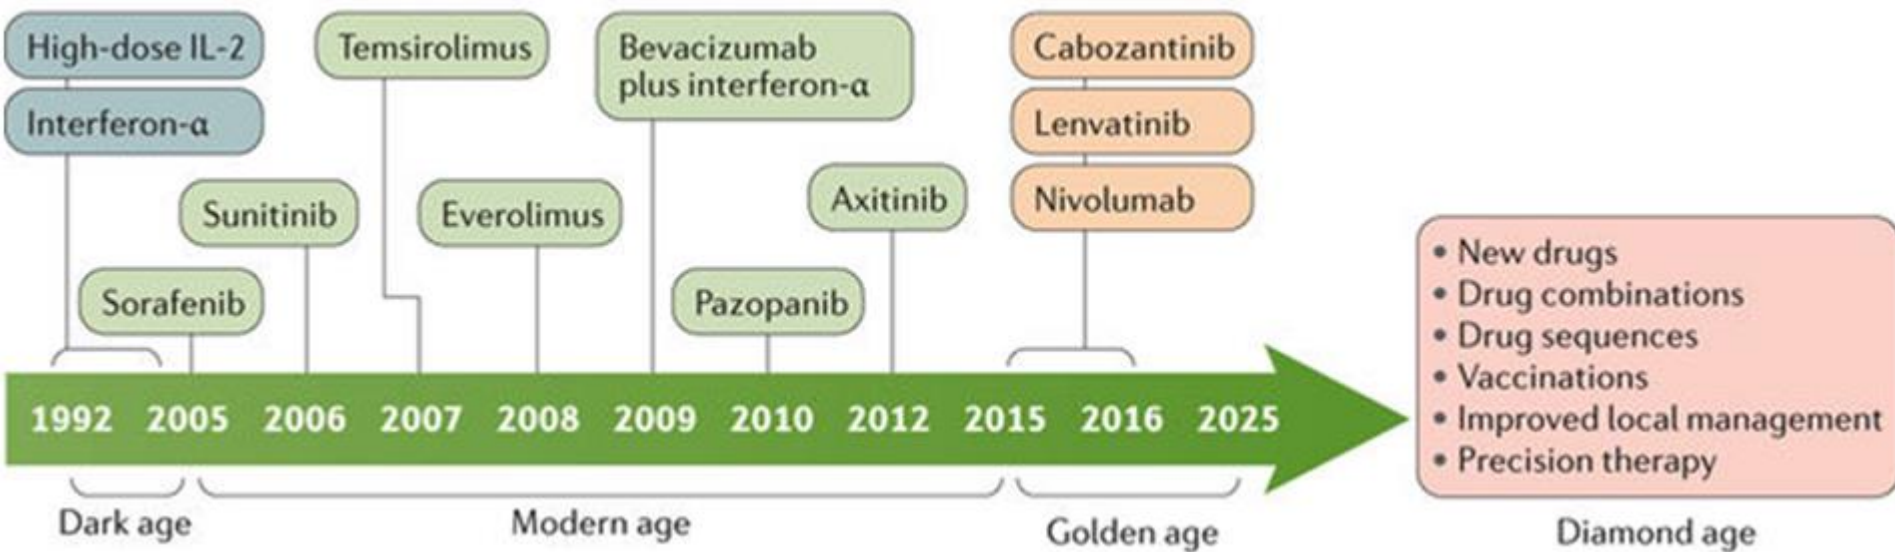 High-dose IL-2
Interferon-α
Temsirolimus
Bevacizumab
plus interferon-α
Cabozantinib
Lenvatinib
Nivolumab
Sunitinib
Everolimus
Axitinib
Sorafenib
Pazopanib
1992 2005 2006 2007 2008 2009 2010 2012 2015 2016 2025
Dark age
Modern age
Golden age
• New drugs
• Drug combinations
• Drug sequences
• Vaccinations
• Improved local management
• Precision therapy
Diamond age